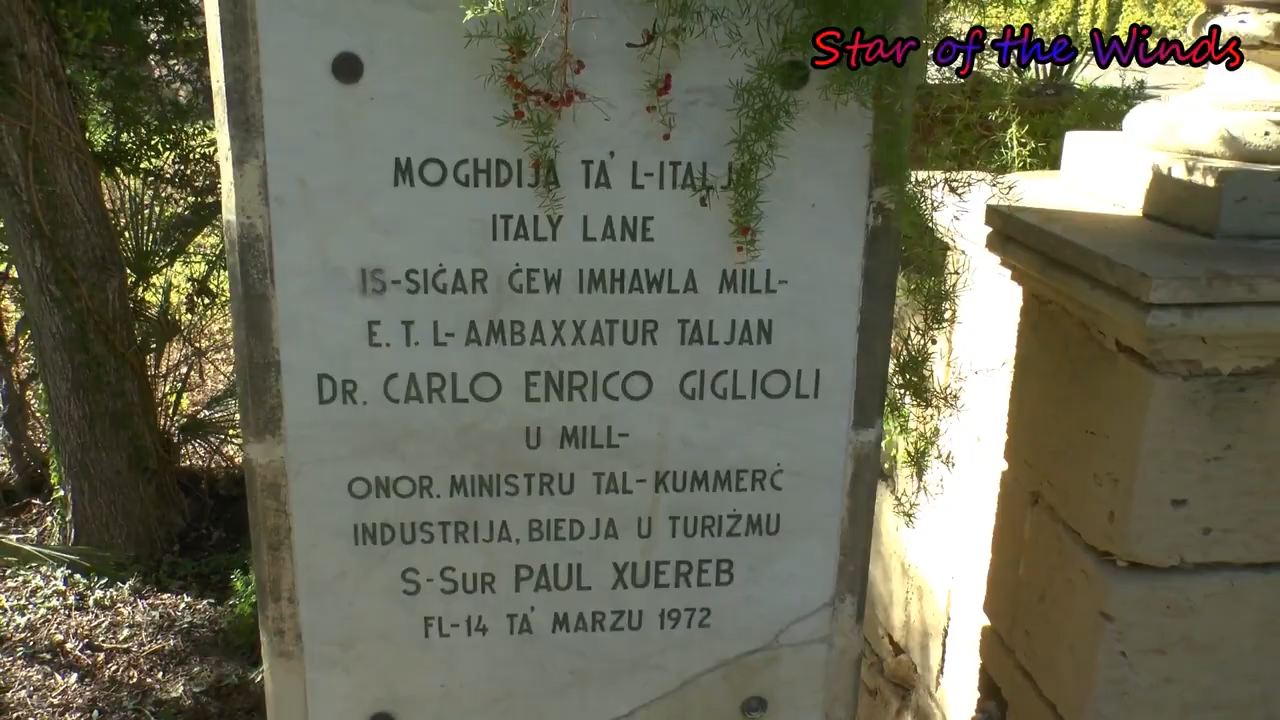 Star of the Winds
MOGHDIJA TA' L-ITALJA
ITALY LANE
IS-SIĠAR ĠEW IMHAWLA MILL-
E. T. L- AMBAXXATUR TALJAN
DR. CARLO ENRICO GIGLIOLI
U MILL-
ONOR. MINISTRU TAL- KUMMERĊ
INDUSTRIJA, BIEDJA U TURIŻMU
S-SUR PAUL XUEREB
FL-14 TA' MARZU 1972